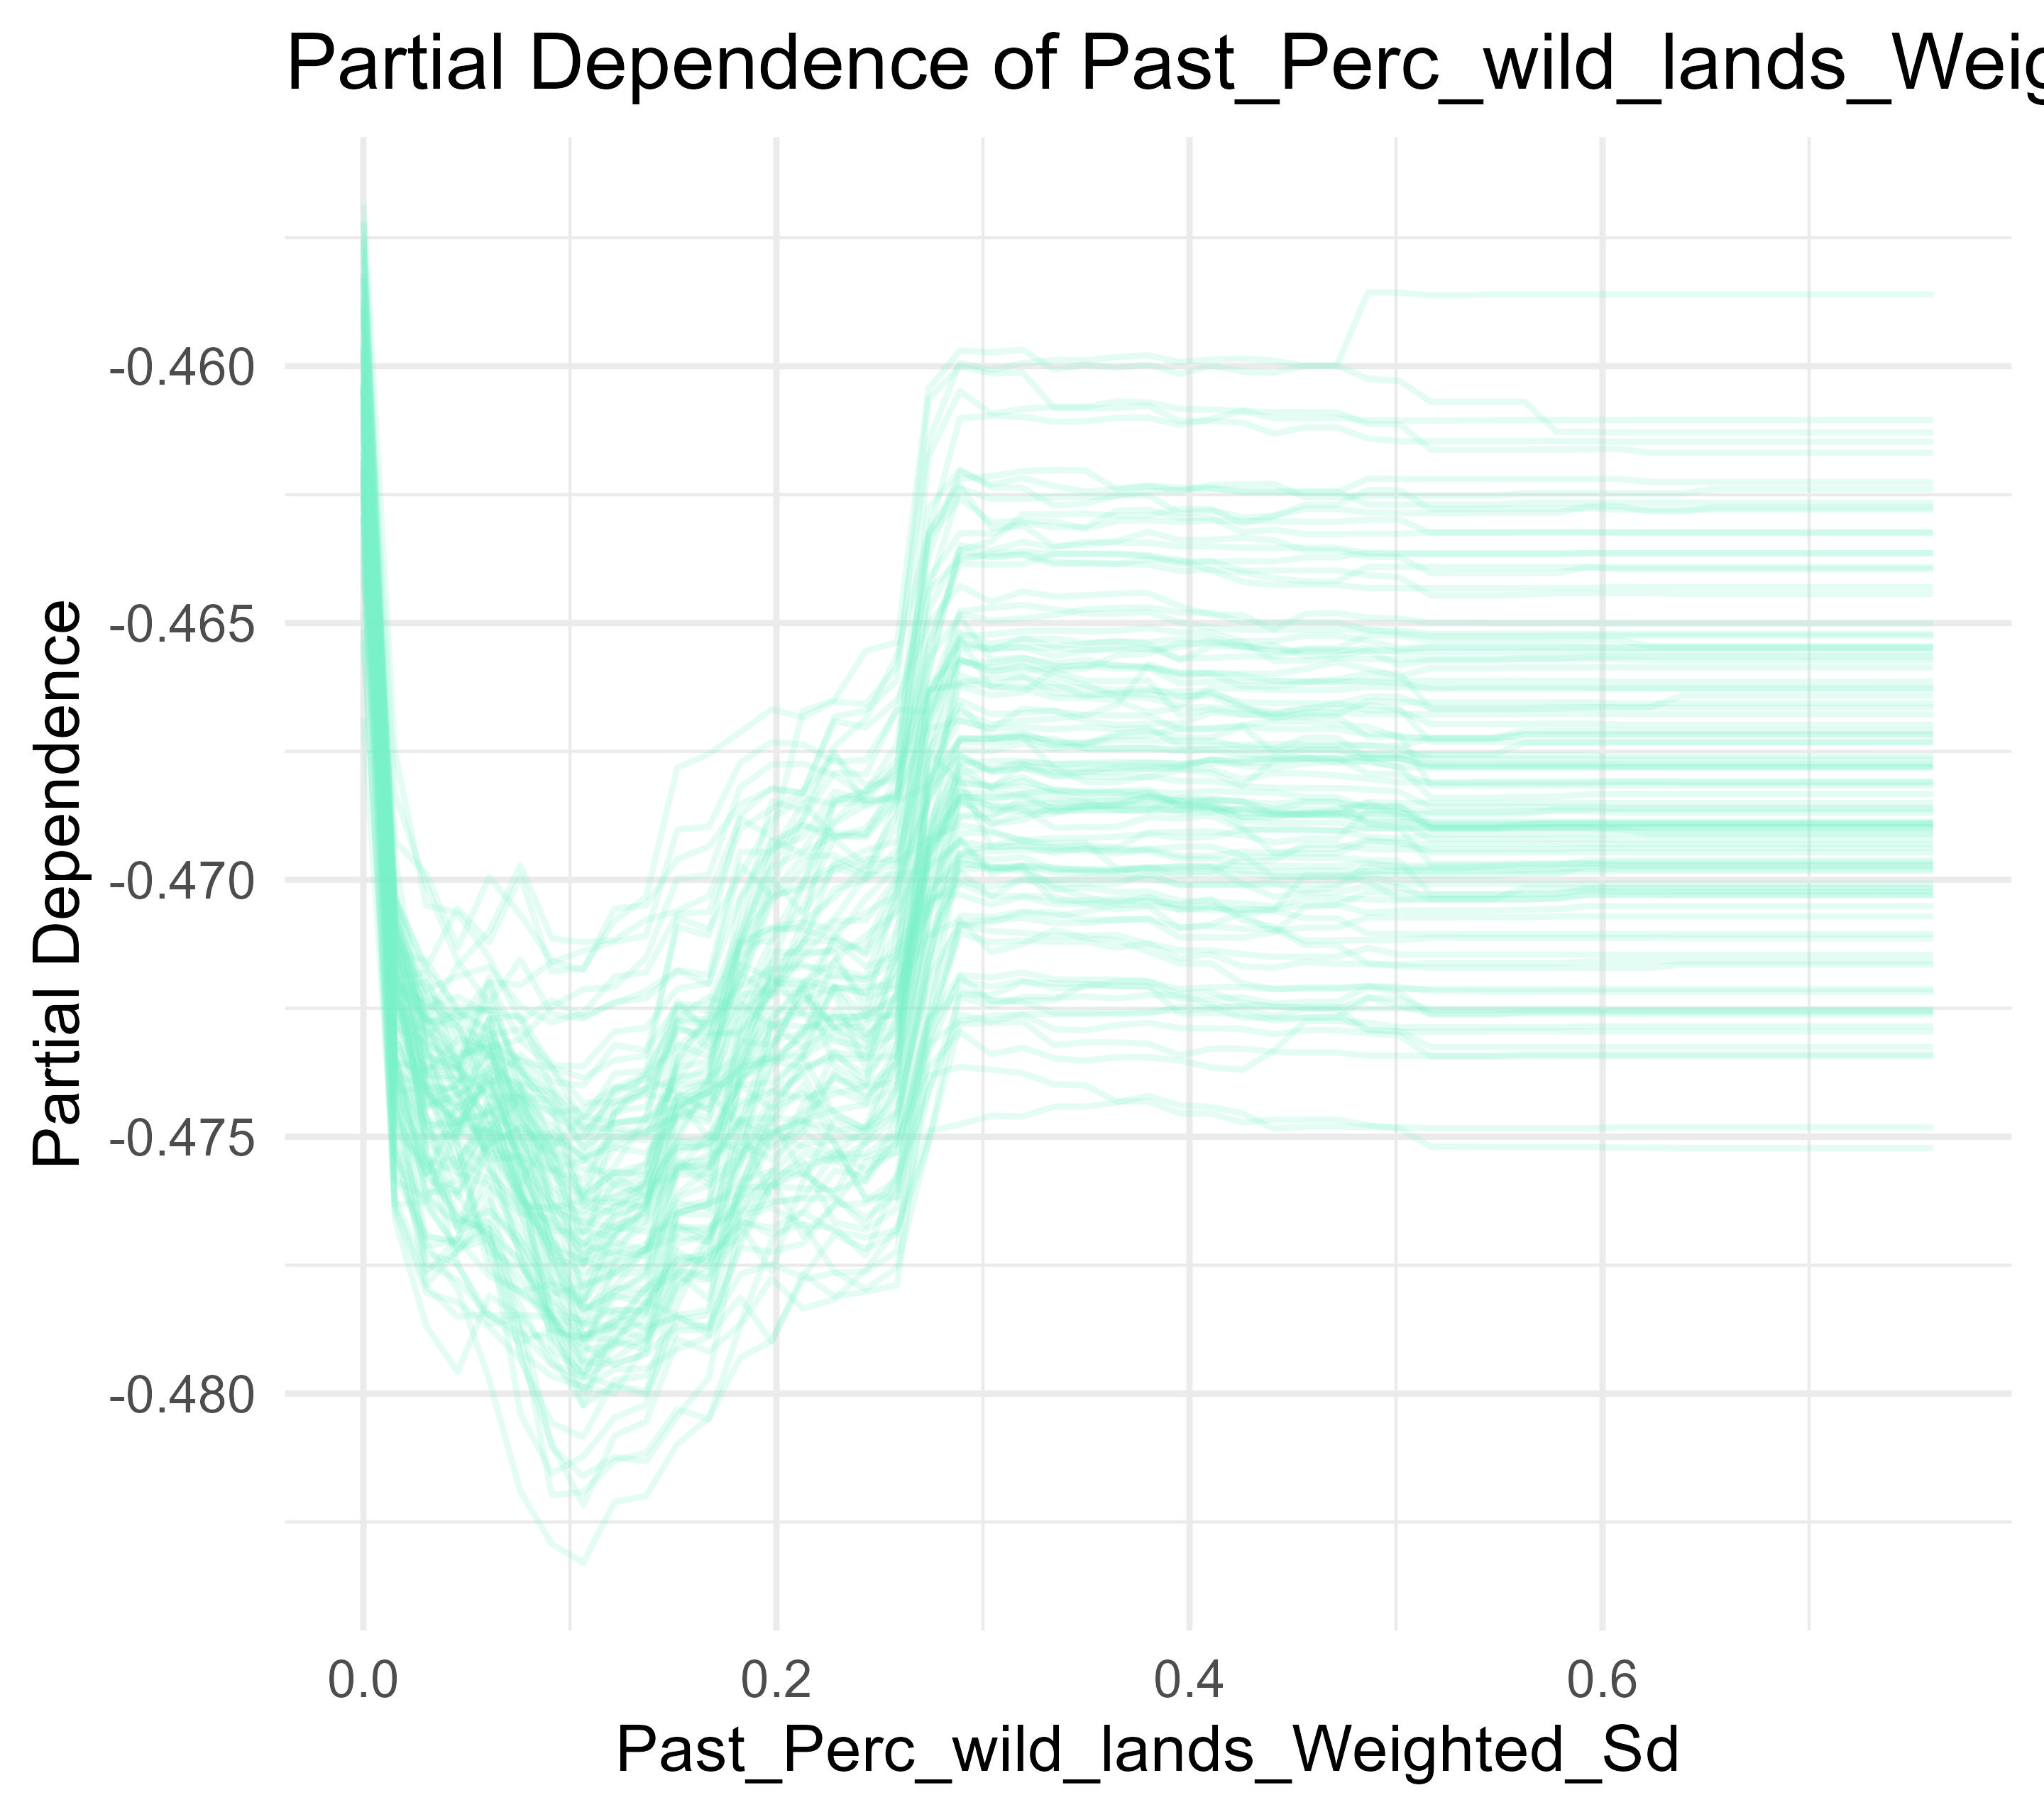 Partial Dependence of Past_Perc_wild_lands_Weig
Partial Dependence
-0.460
-0.465
-0.470
-0.475
-0.480
0.0 0.2 0.4 0.6
Past_Perc_wild_lands_Weighted_Sd